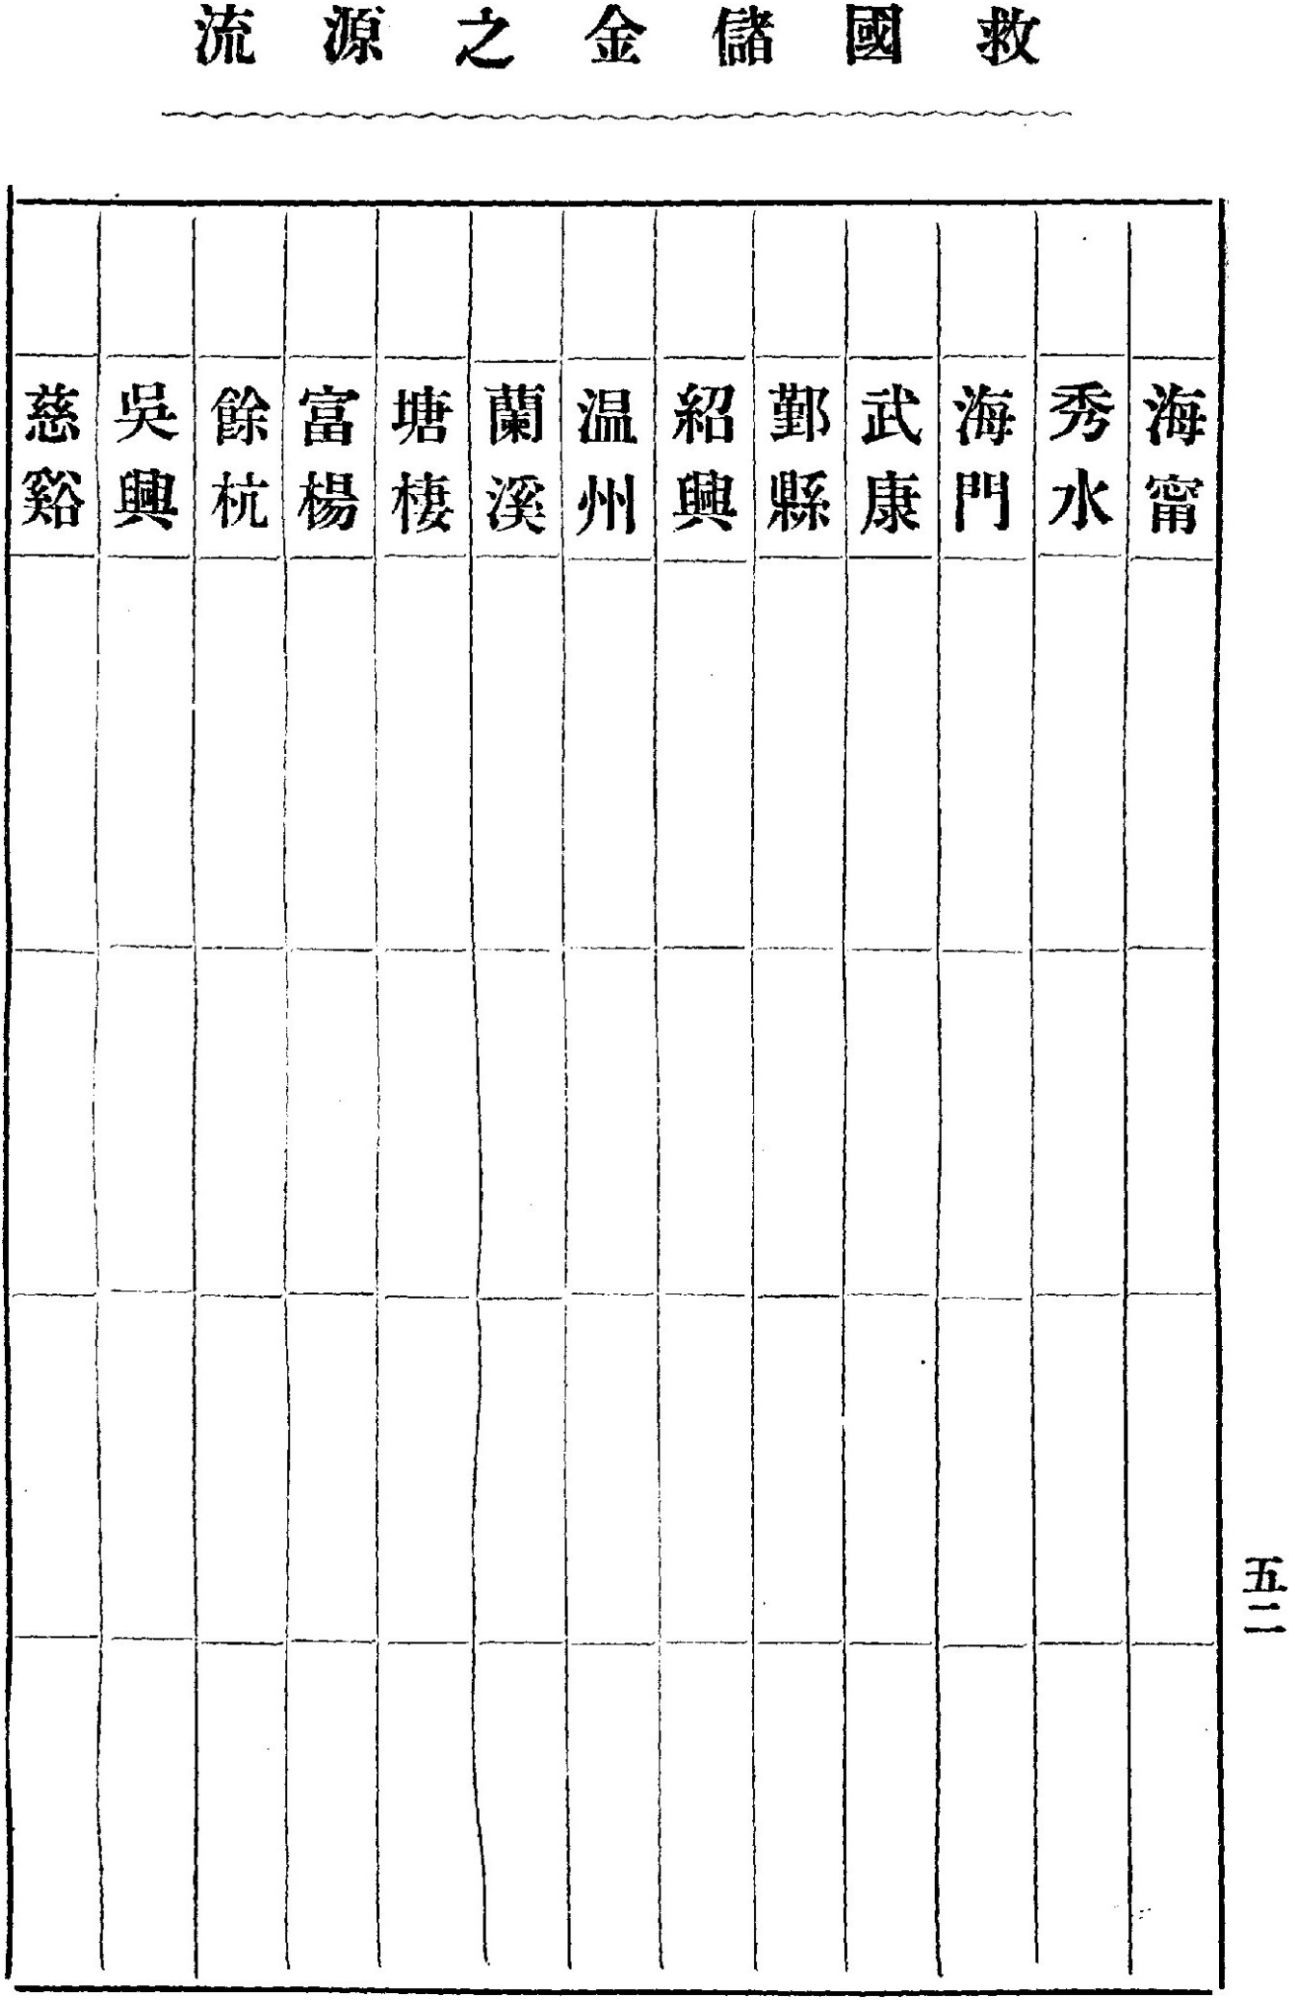 救國儲金之源流
海甯
秀水
海門
武康
鄞縣
紹興
温州
蘭溪
塘棲
富楊
餘杭
吳興
慈谿
五二